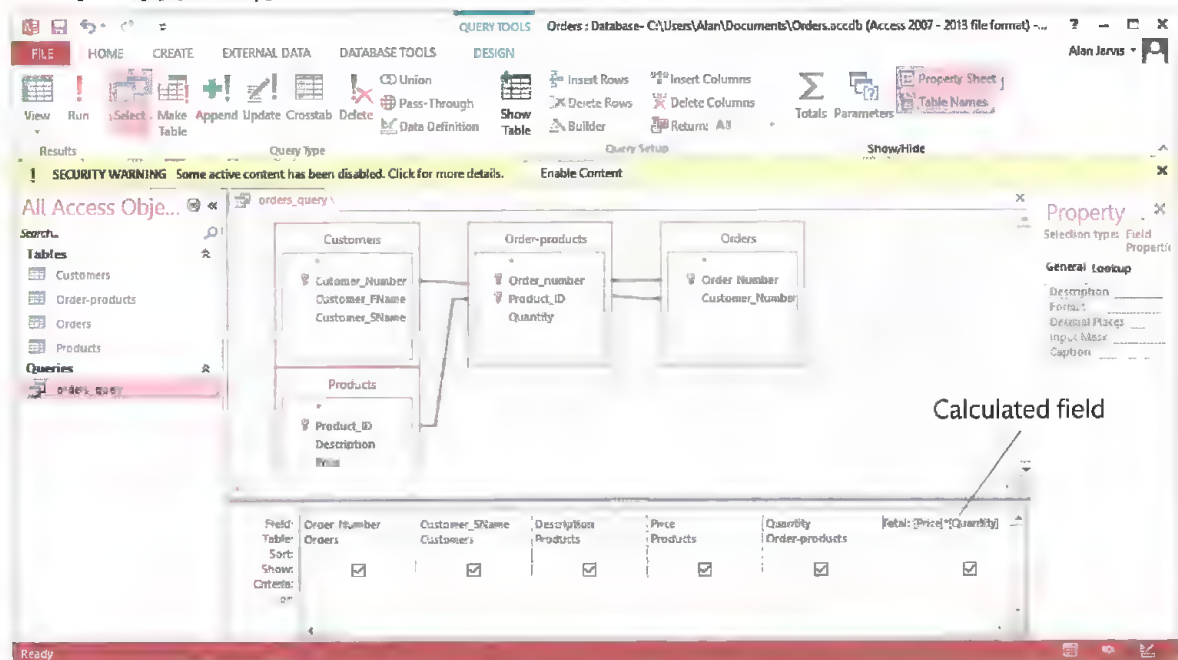 QUERY TOOLS Orders : Database- C:\Users\Alan\Documents\Orders.accdb (Access 2007 - 2013 file format) -... ? – X
FILE HOME CREATE EXTERNAL DATA DATABASE TOOLS DESIGN Alan Jarvis
View Run Select Make Table Append Update Crosstab Delete
Union
Pass-Through
Data Definition
Show Table
Insert Rows
Delete Rows
Builder
Insert Columns
Delete Columns
Return: All
Totals Parameters
Property Sheet
Table Names
Results Query Type Query Setup Show/Hide
! SECURITY WARNING Some active content has been disabled. Click for more details. Enable Content X
All Access Obje... «
Search..
Tables
Customers
Order-products
Orders
Products
Queries
orders_query
orders_query \ X
Customers
*
Cutomer_Number
Customer_FName
Customer_SName
Order-products
*
Order_number
Product_ID
Quantity
Orders
*
Order Number
Customer_Number
Products
*
Product_ID
Description
Price
Property . X
Selection type: Field
Properti
General Lookup
Description
Format
Decimal Places
Input Mask
Caption
Calculated field
Field: Order Number Customer_SName Description Price Quantity Total: [Price]*[Quantity]
Table: Orders Customers Products Products Order-products
Sort:
Show:
Criteria:
or:
Ready